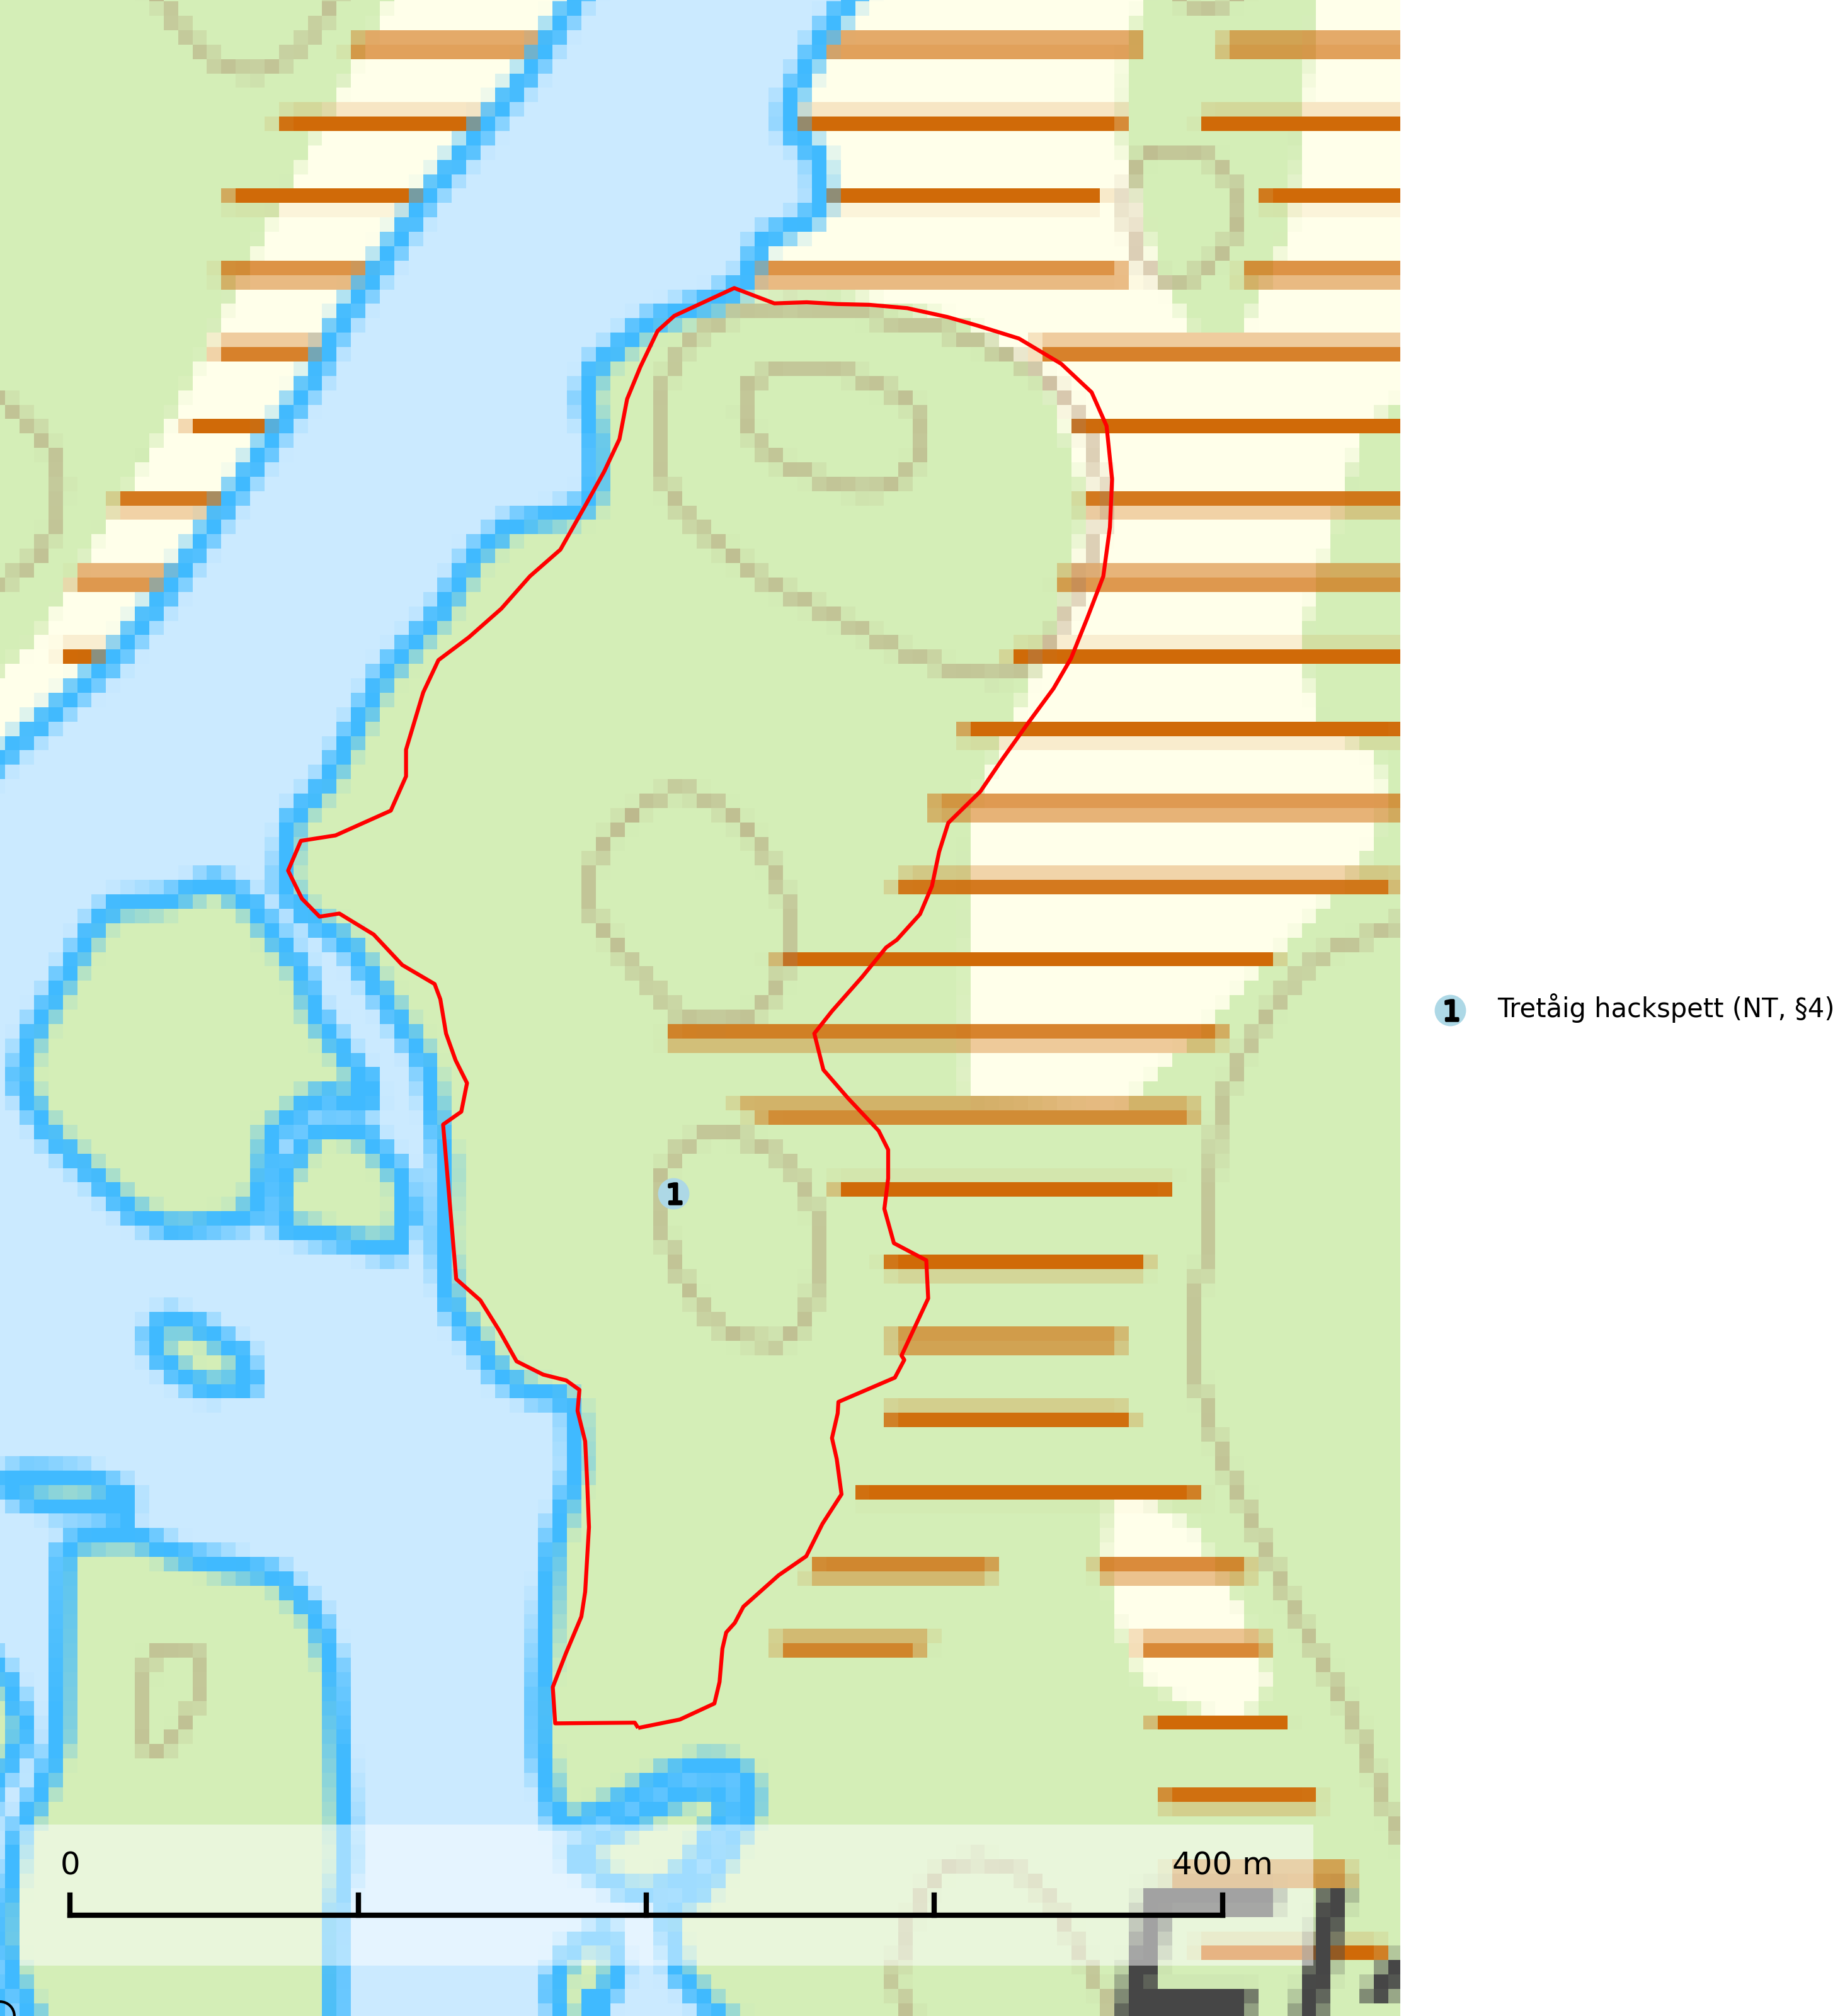 1 Tretåig hackspett (NT, §4)
1
0 400 m